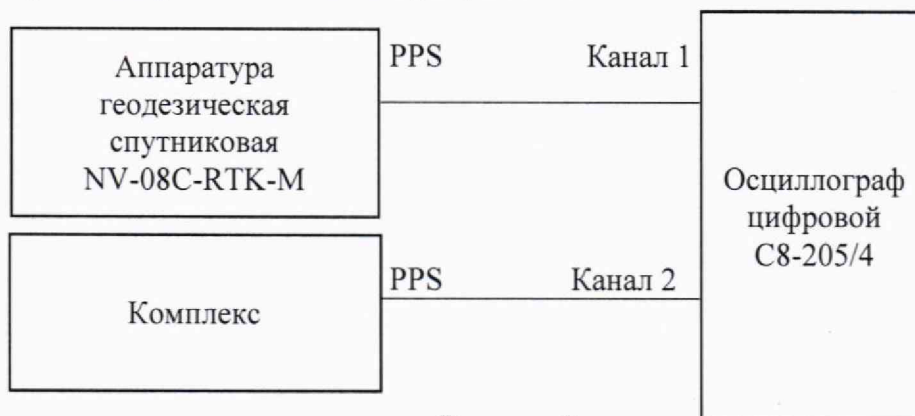 Аппаратура
геодезическая
спутниковая
NV-08C-RTK-M
PPS
Канал 1
Комплекс
PPS
Канал 2
Осциллограф
цифровой
С8-205/4